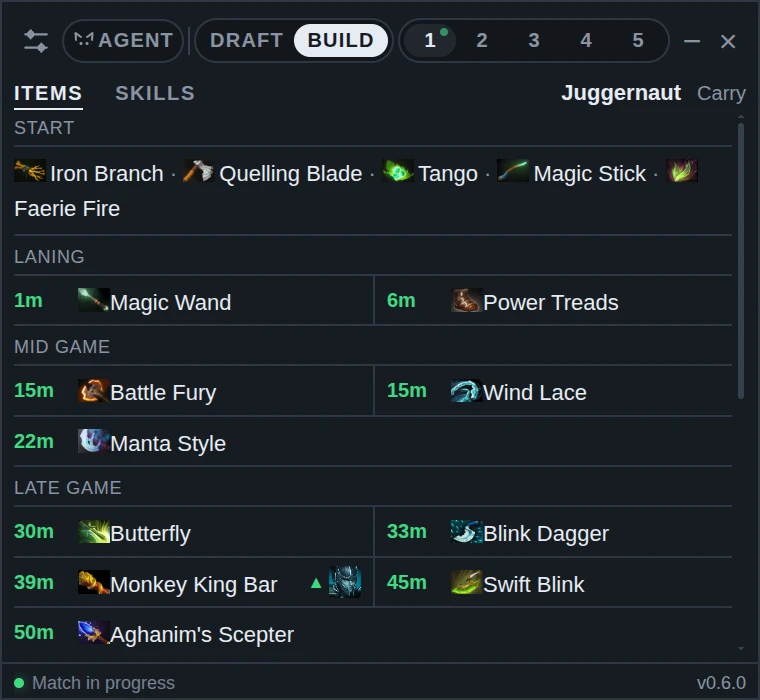 AGENT DRAFT BUILD 1 2 3 4 5
ITEMS SKILLS Juggernaut Carry
START
Iron Branch · Quelling Blade · Tango · Magic Stick ·
Faerie Fire
LANING
1m Magic Wand 6m Power Treads
MID GAME
15m Battle Fury 15m Wind Lace
22m Manta Style
LATE GAME
30m Butterfly 33m Blink Dagger
39m Monkey King Bar ▲ 45m Swift Blink
50m Aghanim's Scepter
Match in progress v0.6.0